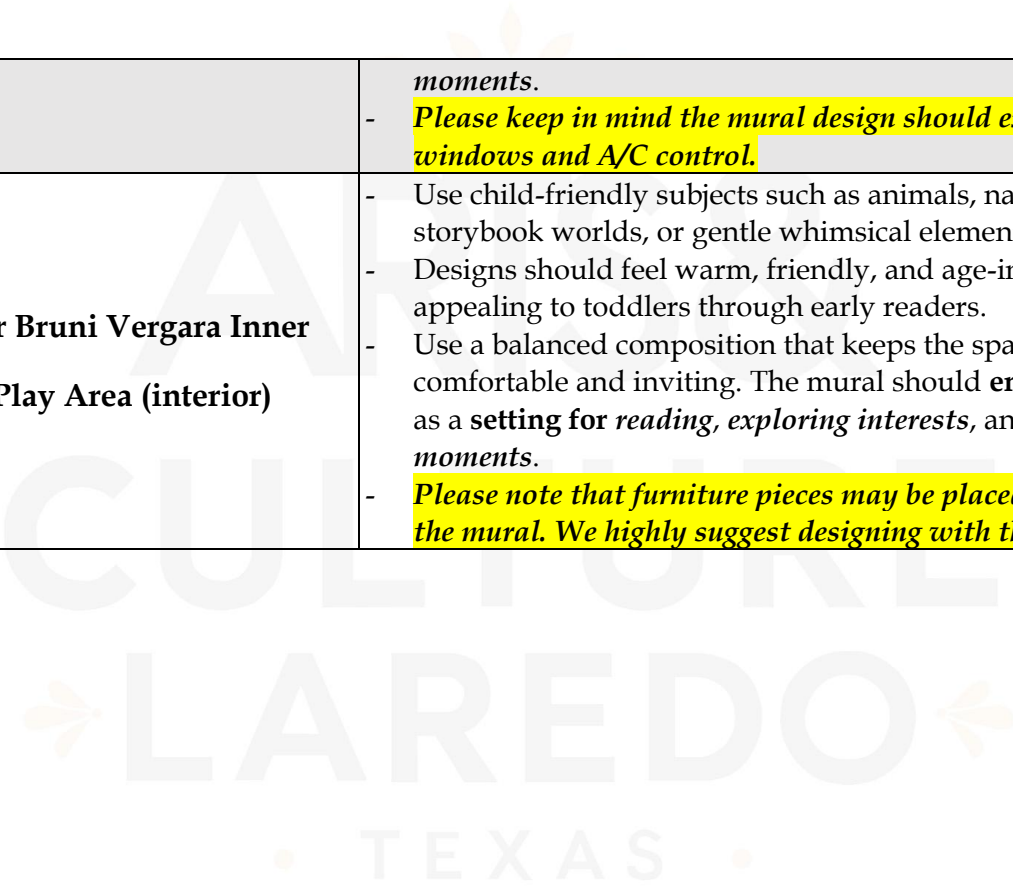 moments.
- Please keep in mind the mural design should e
windows and A/C control.
r Bruni Vergara Inner
Play Area (interior)
- Use child-friendly subjects such as animals, na
storybook worlds, or gentle whimsical elemen
- Designs should feel warm, friendly, and age-in
appealing to toddlers through early readers.
- Use a balanced composition that keeps the spa
comfortable and inviting. The mural should en
as a setting for reading, exploring interests, an
moments.
- Please note that furniture pieces may be place
the mural. We highly suggest designing with th
ARTS &
CULTURE
LAREDO
TEXAS